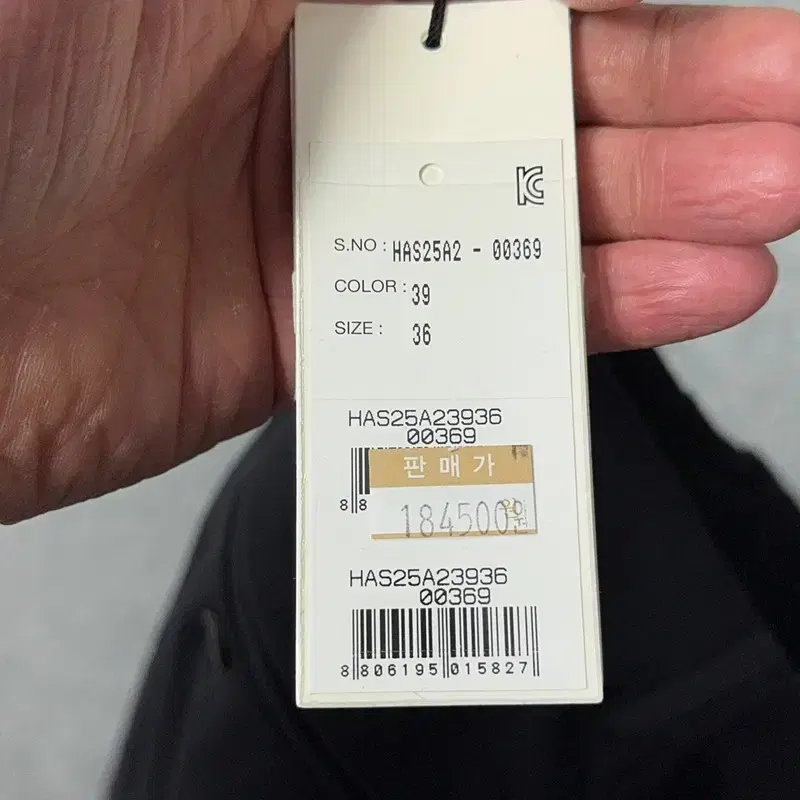 KC
S.NO : HAS25A2 - 00369
COLOR : 39
SIZE : 36
HAS25A23936
00369
판매가
8 8
184500원
HAS25A23936
00369
8 806195 015827